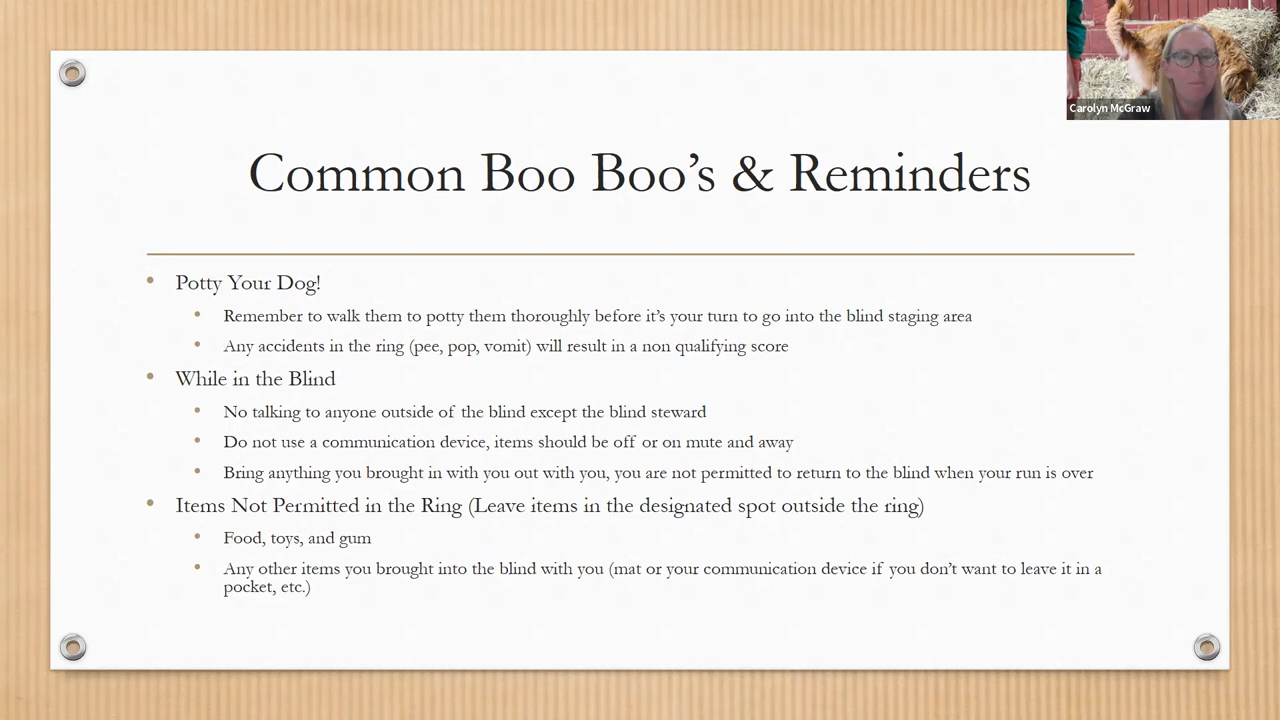 Carolyn McGraw
Common Boo Boo’s & Reminders
Potty Your Dog!
Remember to walk them to potty them thoroughly before it’s your turn to go into the blind staging area
Any accidents in the ring (pee, pop, vomit) will result in a non qualifying score
While in the Blind
No talking to anyone outside of the blind except the blind steward
Do not use a communication device, items should be off or on mute and away
Bring anything you brought in with you out with you, you are not permitted to return to the blind when your run is over
Items Not Permitted in the Ring (Leave items in the designated spot outside the ring)
Food, toys, and gum
Any other items you brought into the blind with you (mat or your communication device if you don’t want to leave it in a
pocket, etc.)